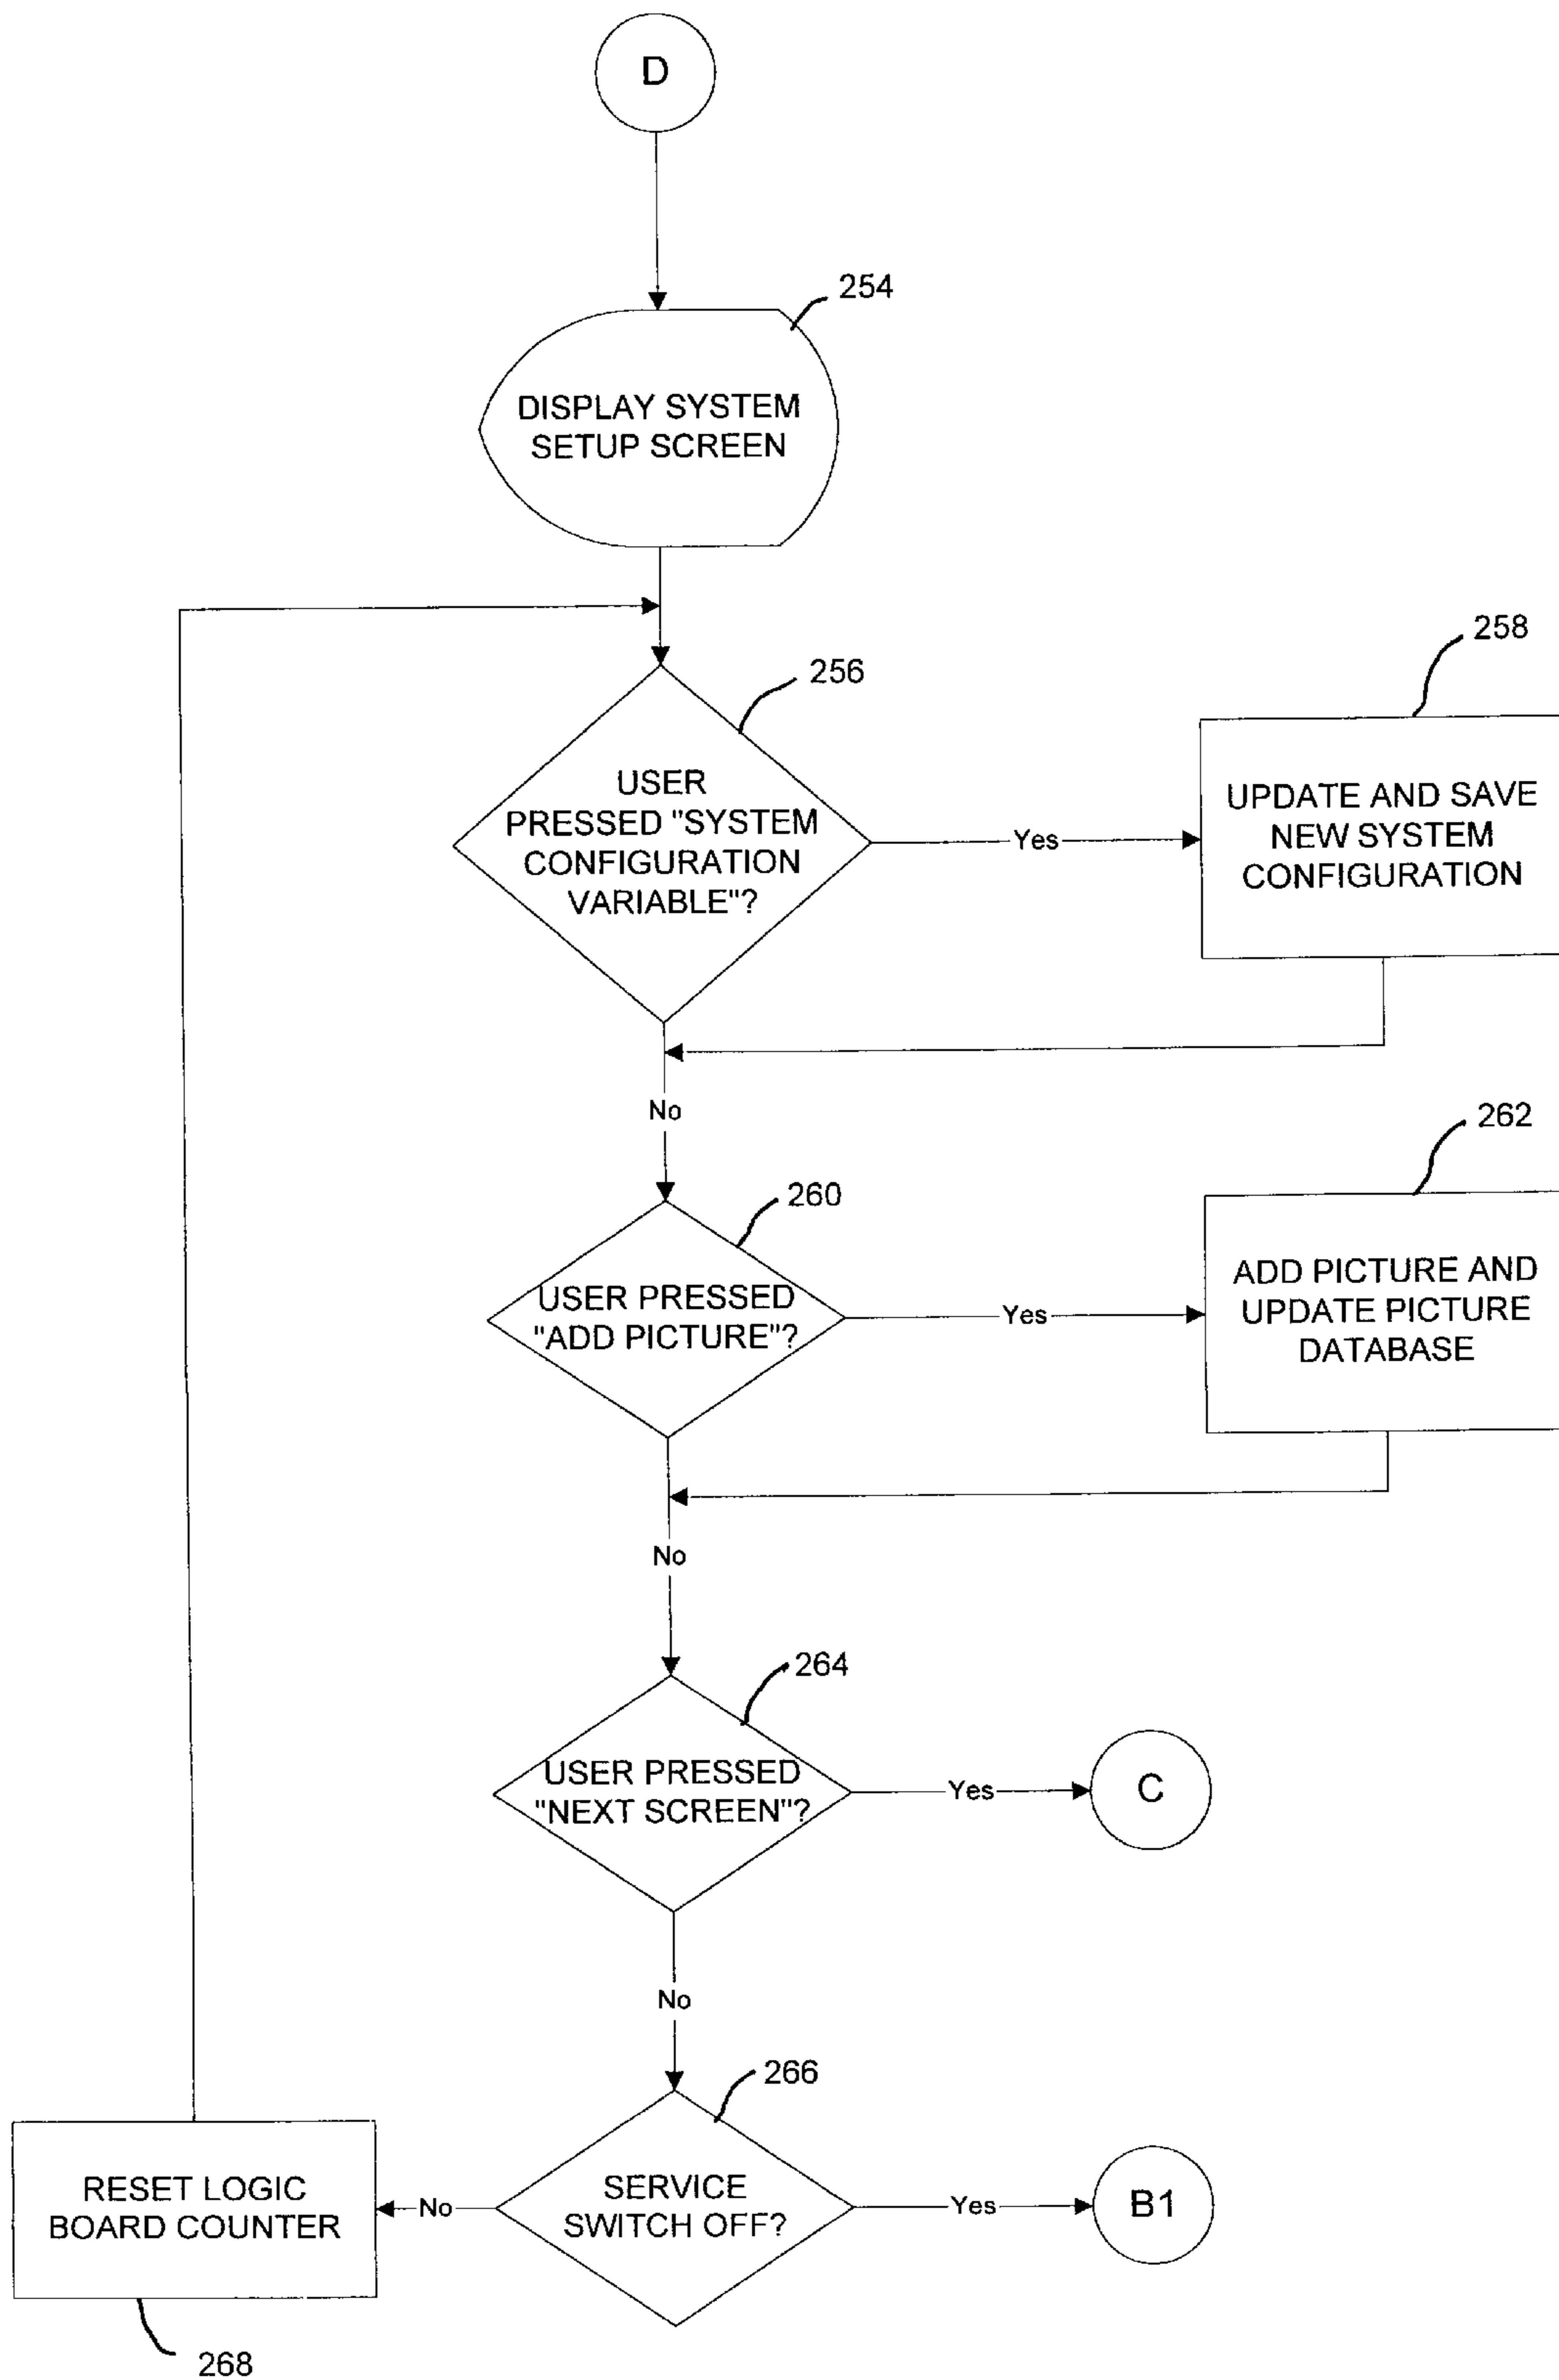 D
254
DISPLAY SYSTEM
SETUP SCREEN
256
USER
PRESSED "SYSTEM
CONFIGURATION
VARIABLE"?
Yes
258
UPDATE AND SAVE
NEW SYSTEM
CONFIGURATION
No
260
USER PRESSED
"ADD PICTURE"?
Yes
262
ADD PICTURE AND
UPDATE PICTURE
DATABASE
No
264
USER PRESSED
"NEXT SCREEN"?
Yes
C
No
266
SERVICE
SWITCH OFF?
Yes
B1
No
RESET LOGIC
BOARD COUNTER
268